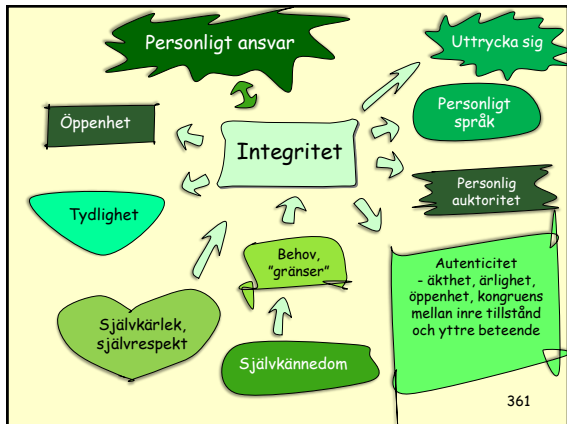 Personligt ansvar
Uttrycka sig
Öppenhet
Personligt
språk
Integritet
Personlig
auktoritet
Tydlighet
Behov,
”gränser”
Autenticitet
- äkthet, ärlighet,
öppenhet, kongruens
mellan inre tillstånd
och yttre beteende
Självkärlek,
självrespekt
Självkännedom
361